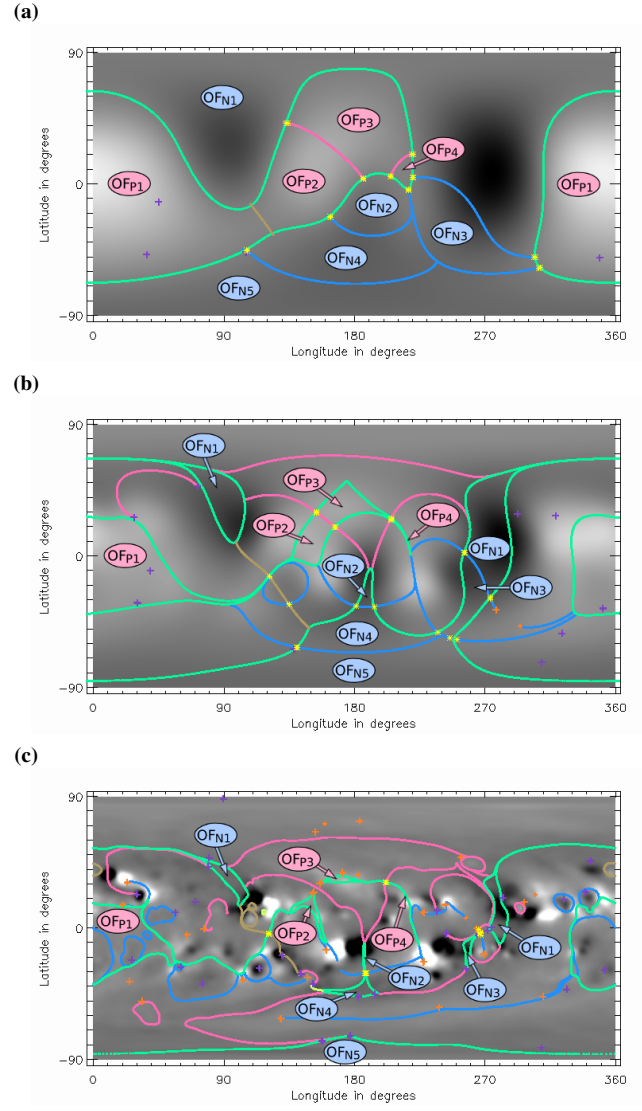 (a)
90
OFN1
OFP3
OFP4
OFP1
OFP1
0
OFP2
OFN2
OFN3
OFN4
OFN5
−90
Latitude in degrees
0 90 180 270 360
Longitude in degrees
(b)
90
OFN1
OFP3
OFP2
OFP4
OFP1
OFN1
0
OFN2
OFN3
OFN4
OFN5
−90
Latitude in degrees
0 90 180 270 360
Longitude in degrees
(c)
90
OFN1
OFP3
OFP1
OFP2
OFP4
OFN1
0
OFN2
OFN3
OFN4
OFN5
−90
Latitude in degrees
0 90 180 270 360
Longitude in degrees